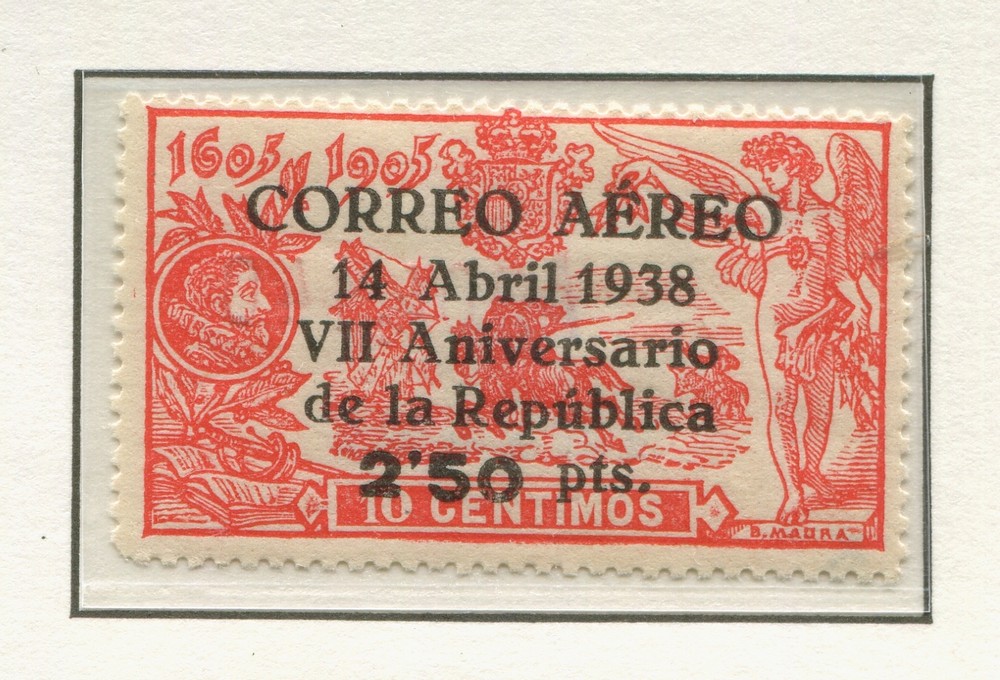 1605 1905
CORREO AÉREO
14 Abril 1938
VII Aniversario
de la República
2'50 pts.
10 CENTIMOS
B. MAURA